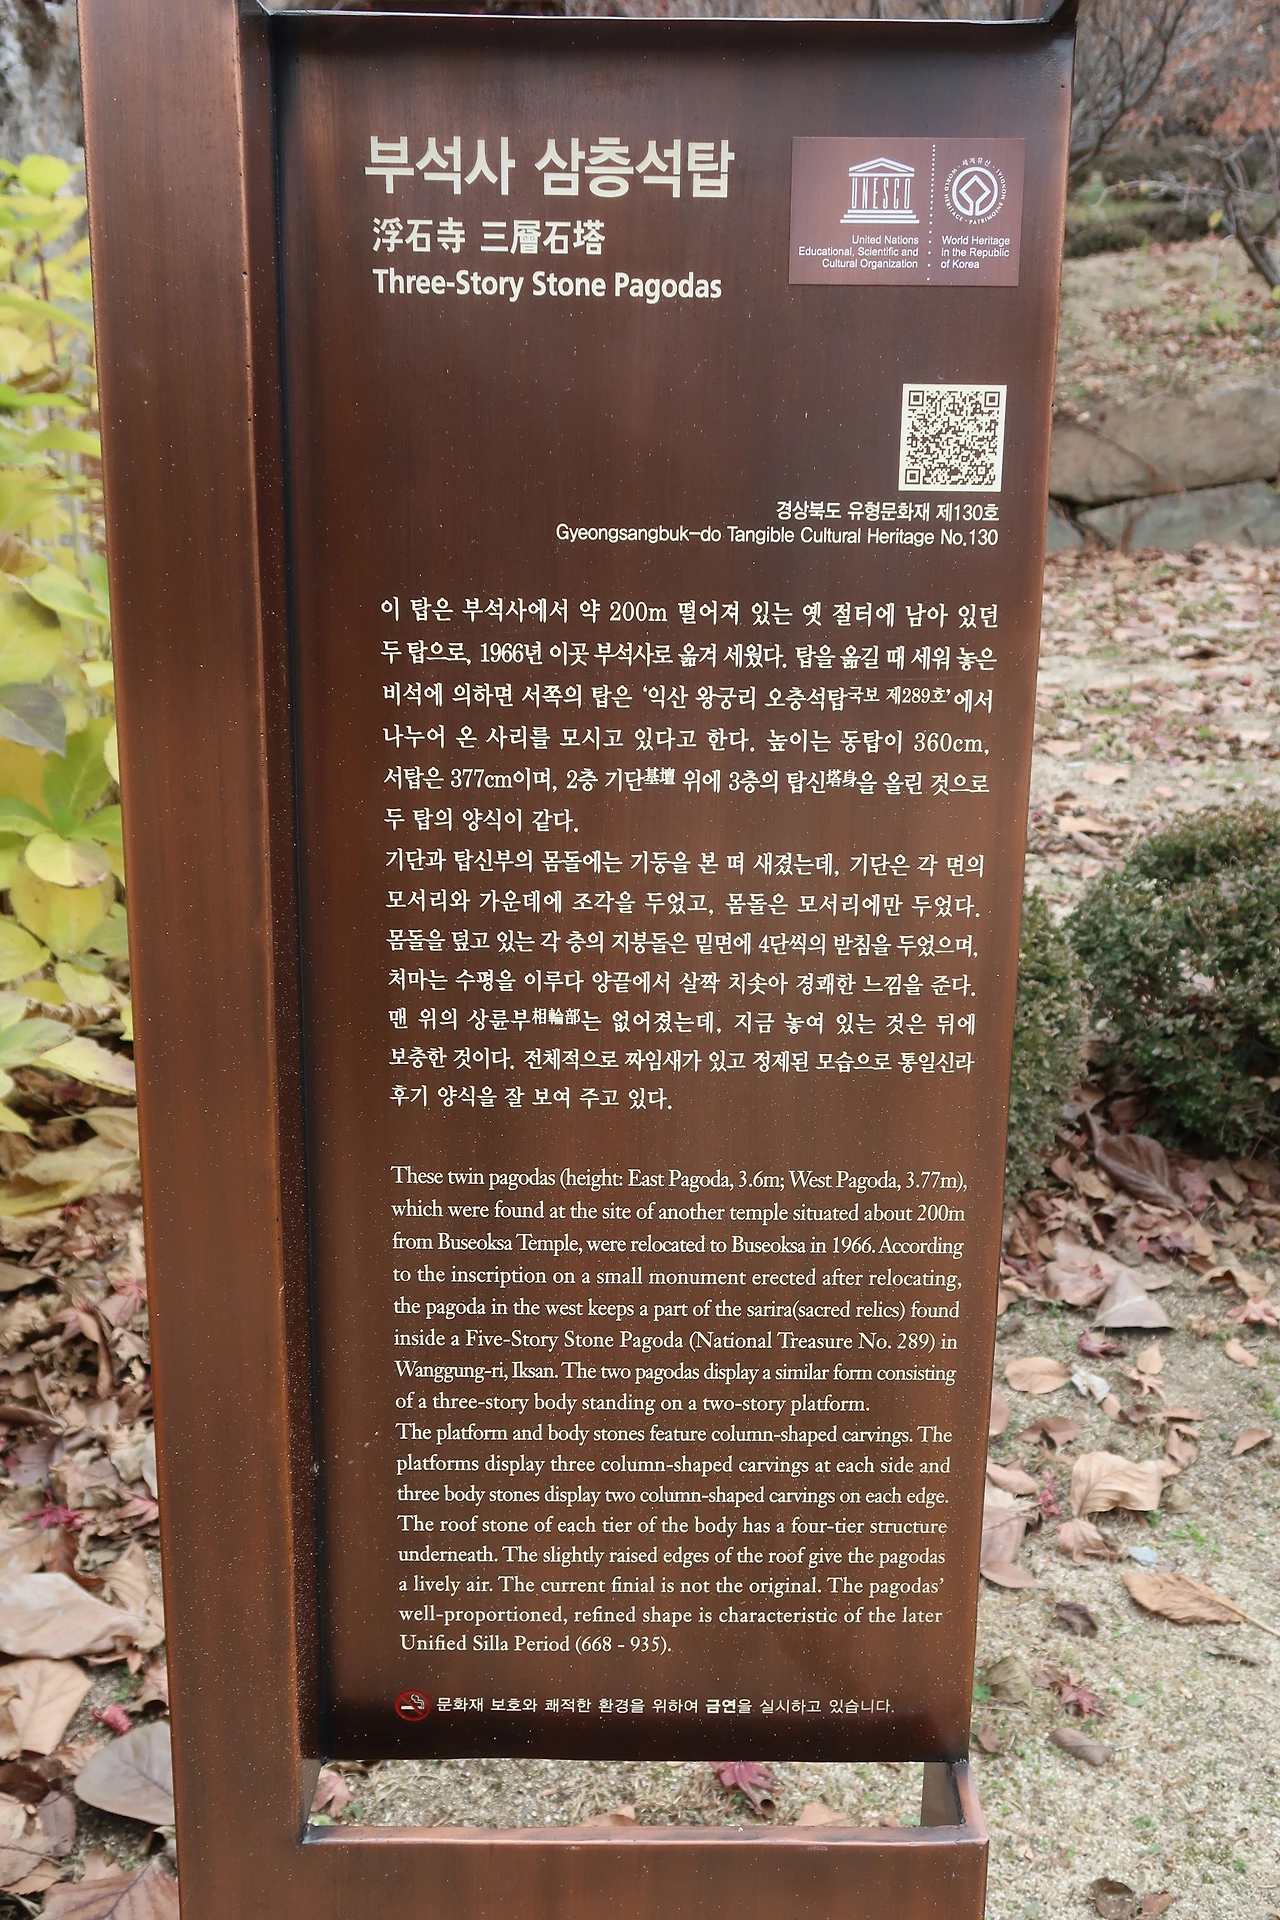 부석사 삼층석탑
浮石寺 三層石塔
Three-Story Stone Pagodas
UNESCO
United Nations
Educational, Scientific and
Cultural Organization
세계유산
WORLD HERITAGE
PATRIMOINE MONDIAL
World Heritage
in the Republic
of Korea
경상북도 유형문화재 제130호
Gyeongsangbuk-do Tangible Cultural Heritage No.130
이 탑은 부석사에서 약 200m 떨어져 있는 옛 절터에 남아 있던
두 탑으로, 1966년 이곳 부석사로 옮겨 세웠다. 탑을 옮길 때 세워 놓은
비석에 의하면 서쪽의 탑은 ‘익산 왕궁리 오층석탑국보 제289호’에서
나누어 온 사리를 모시고 있다고 한다. 높이는 동탑이 360cm,
서탑은 377cm이며, 2층 기단基壇 위에 3층의 탑신塔身을 올린 것으로
두 탑의 양식이 같다.
기단과 탑신부의 몸돌에는 기둥을 본 떠 새겼는데, 기단은 각 면의
모서리와 가운데에 조각을 두었고, 몸돌은 모서리에만 두었다.
몸돌을 덮고 있는 각 층의 지붕돌은 밑면에 4단씩의 받침을 두었으며,
처마는 수평을 이루다 양끝에서 살짝 치솟아 경쾌한 느낌을 준다.
맨 위의 상륜부相輪部는 없어졌는데, 지금 놓여 있는 것은 뒤에
보충한 것이다. 전체적으로 짜임새가 있고 정제된 모습으로 통일신라
후기 양식을 잘 보여 주고 있다.
These twin pagodas (height: East Pagoda, 3.6m; West Pagoda, 3.77m),
which were found at the site of another temple situated about 200m
from Buseoksa Temple, were relocated to Buseoksa in 1966. According
to the inscription on a small monument erected after relocating,
the pagoda in the west keeps a part of the sarira(sacred relics) found
inside a Five-Story Stone Pagoda (National Treasure No. 289) in
Wanggung-ri, Iksan. The two pagodas display a similar form consisting
of a three-story body standing on a two-story platform.
The platform and body stones feature column-shaped carvings. The
platforms display three column-shaped carvings at each side and
three body stones display two column-shaped carvings on each edge.
The roof stone of each tier of the body has a four-tier structure
underneath. The slightly raised edges of the roof give the pagodas
a lively air. The current finial is not the original. The pagodas’
well-proportioned, refined shape is characteristic of the later
Unified Silla Period (668 - 935).
문화재 보호와 쾌적한 환경을 위하여 금연을 실시하고 있습니다.